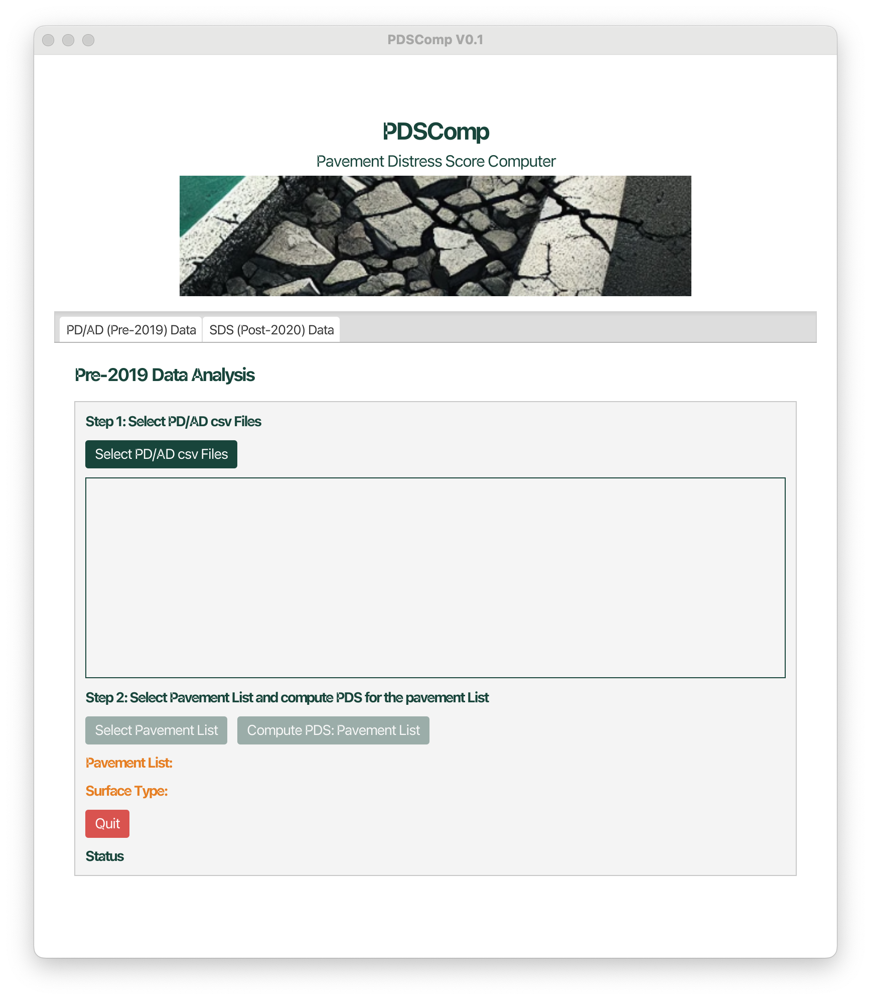 PDSComp V0.1
PDSComp
Pavement Distress Score Computer
PD/AD (Pre-2019) Data
SDS (Post-2020) Data
Pre-2019 Data Analysis
Step 1: Select PD/AD csv Files
Select PD/AD csv Files
Step 2: Select Pavement List and compute PDS for the pavement List
Select Pavement List
Compute PDS: Pavement List
Pavement List:
Surface Type:
Quit
Status